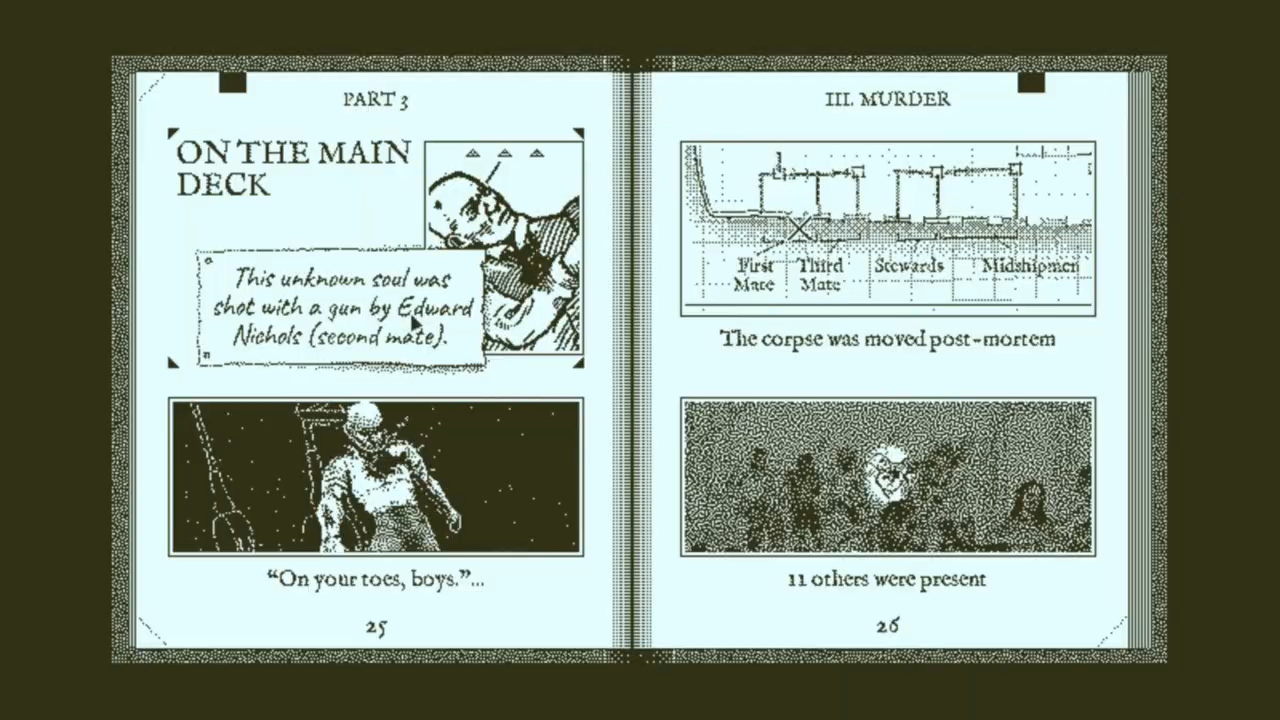 PART 3
ON THE MAIN
DECK
This unknown soul was
shot with a gun by Edward
Nichols (second mate).
"On your toes, boys."...
25
III. MURDER
First Third Stewards Midshipmen
Mate Mate
The corpse was moved post-mortem
11 others were present
26